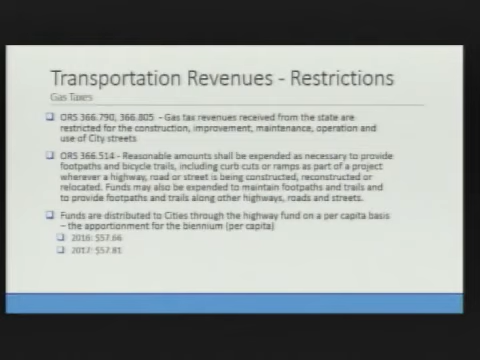 Transportation Revenues - Restrictions
Gas Taxes
ORS 366.790, 366.805 - Gas tax revenues received from the state are
restricted for the construction, improvement, maintenance, operation and
use of City streets
ORS 366.514 - Reasonable amounts shall be expended as necessary to provide
footpaths and bicycle trails, including curb cuts or ramps as part of a project
wherever a highway, road or street is being constructed, reconstructed or
relocated. Funds may also be expended to maintain footpaths and trails and
to provide footpaths and trails along other highways, roads and streets.
Funds are distributed to Cities through the highway fund on a per capita basis
– the apportionment for the biennium (per capita)
2016: $57.66
2017: $57.81